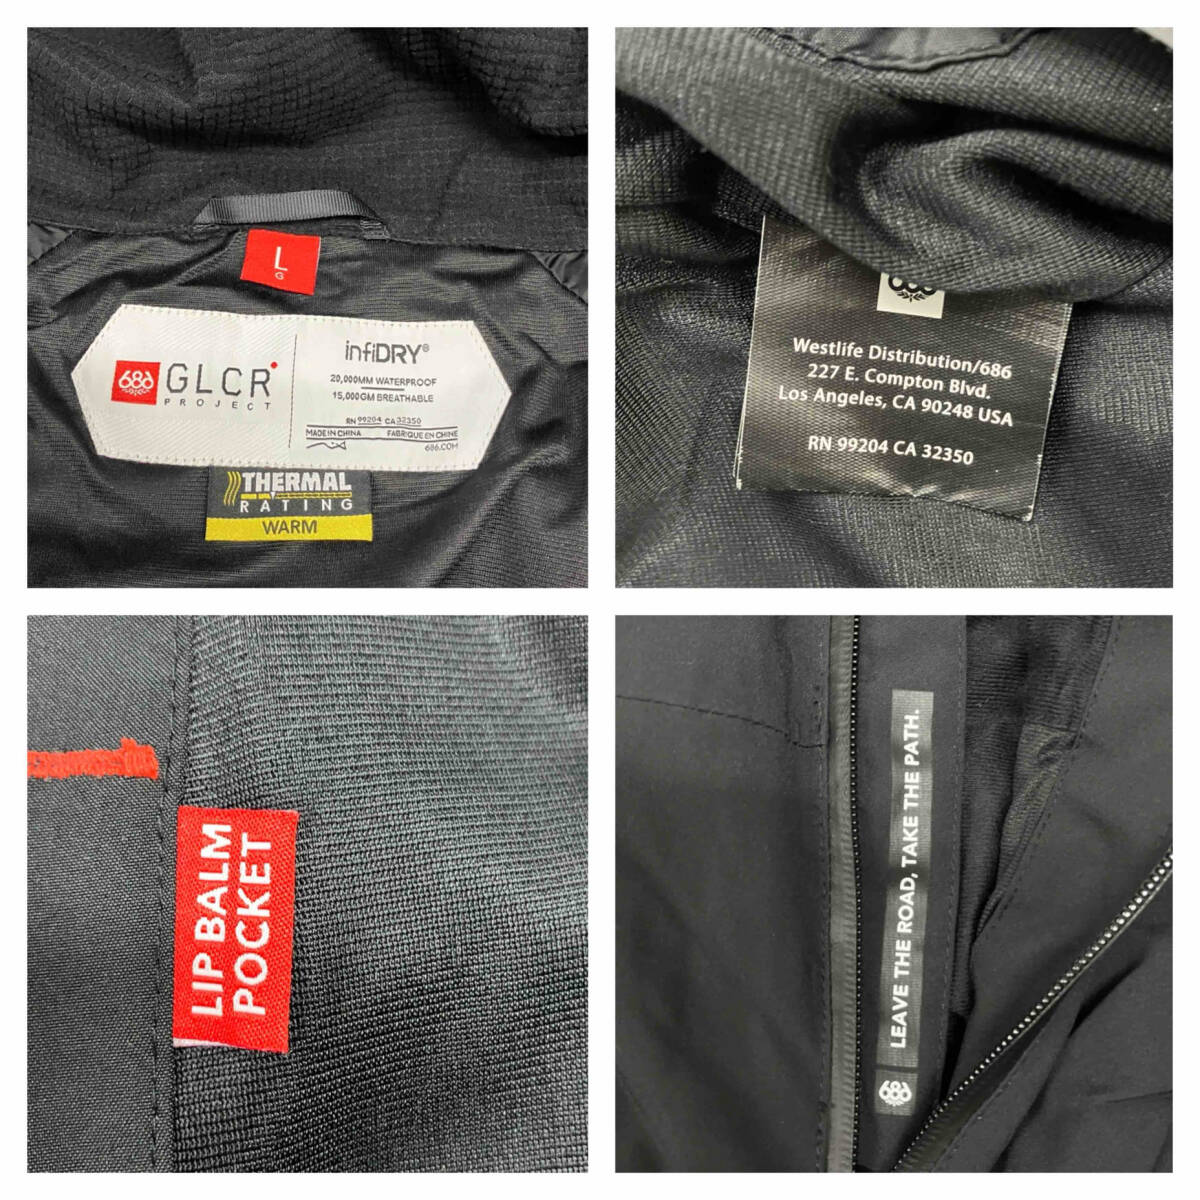 L
G
686
GLCR
PROJECT
infiDRY®
20,000MM WATERPROOF
15,000GM BREATHABLE
RN 99204 CA 32350
MADE IN CHINA FABRIQUE EN CHINE
686.COM
THERMAL
RATING
WARM
686
Westlife Distribution/686
227 E. Compton Blvd.
Los Angeles, CA 90248 USA
RN 99204 CA 32350
LIP BALM
POCKET
686 LEAVE THE ROAD, TAKE THE PATH.